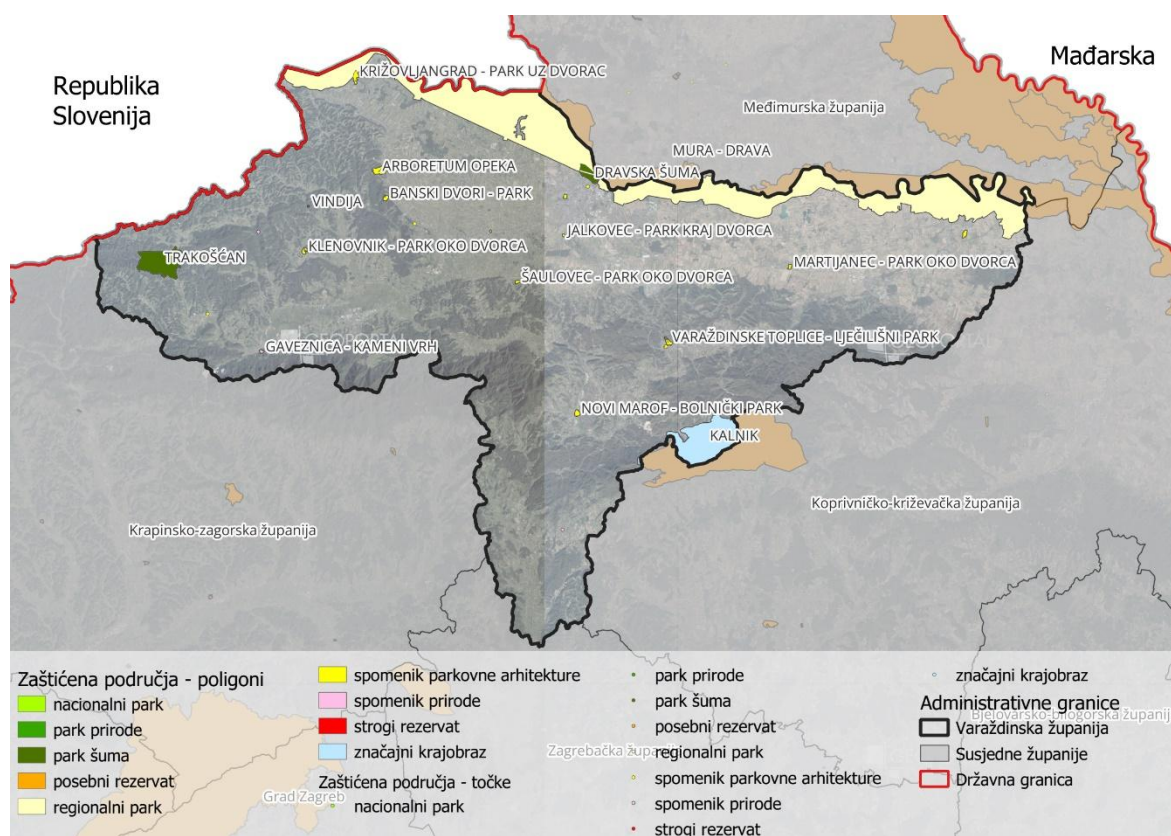 Republika
Slovenija
Mađarska
KRIŽOVLJANGRAD - PARK UZ DVORAC
Međimurska županija
MURA - DRAVA
ARBORETUM OPEKA
DRAVSKA ŠUMA
BANSKI DVORI - PARK
VINDIJA
JALKOVEC - PARK KRAJ DVORCA
KLENOVNIK - PARK OKO DVORCA
TRAKOŠĆAN
MARTIJANEC - PARK OKO DVORCA
ŠAULOVEC - PARK OKO DVORCA
VARAŽDINSKE TOPLICE - LJEČILIŠNI PARK
GAVEZNICA - KAMENI VRH
NOVI MAROF - BOLNIČKI PARK
KALNIK
Koprivničko-križevačka županija
Krapinsko-zagorska županija
Zaštićena područja - poligoni
nacionalni park
park prirode
park šuma
posebni rezervat
regionalni park
spomenik parkovne arhitekture
spomenik prirode
strogi rezervat
značajni krajobraz
Zaštićena područja - točke
nacionalni park
park prirode
park šuma
posebni rezervat
regionalni park
spomenik parkovne arhitekture
spomenik prirode
strogi rezervat
značajni krajobraz
Administrativne granice
Varaždinska županija
Susjedne županije
Državna granica
Grad Zagreb